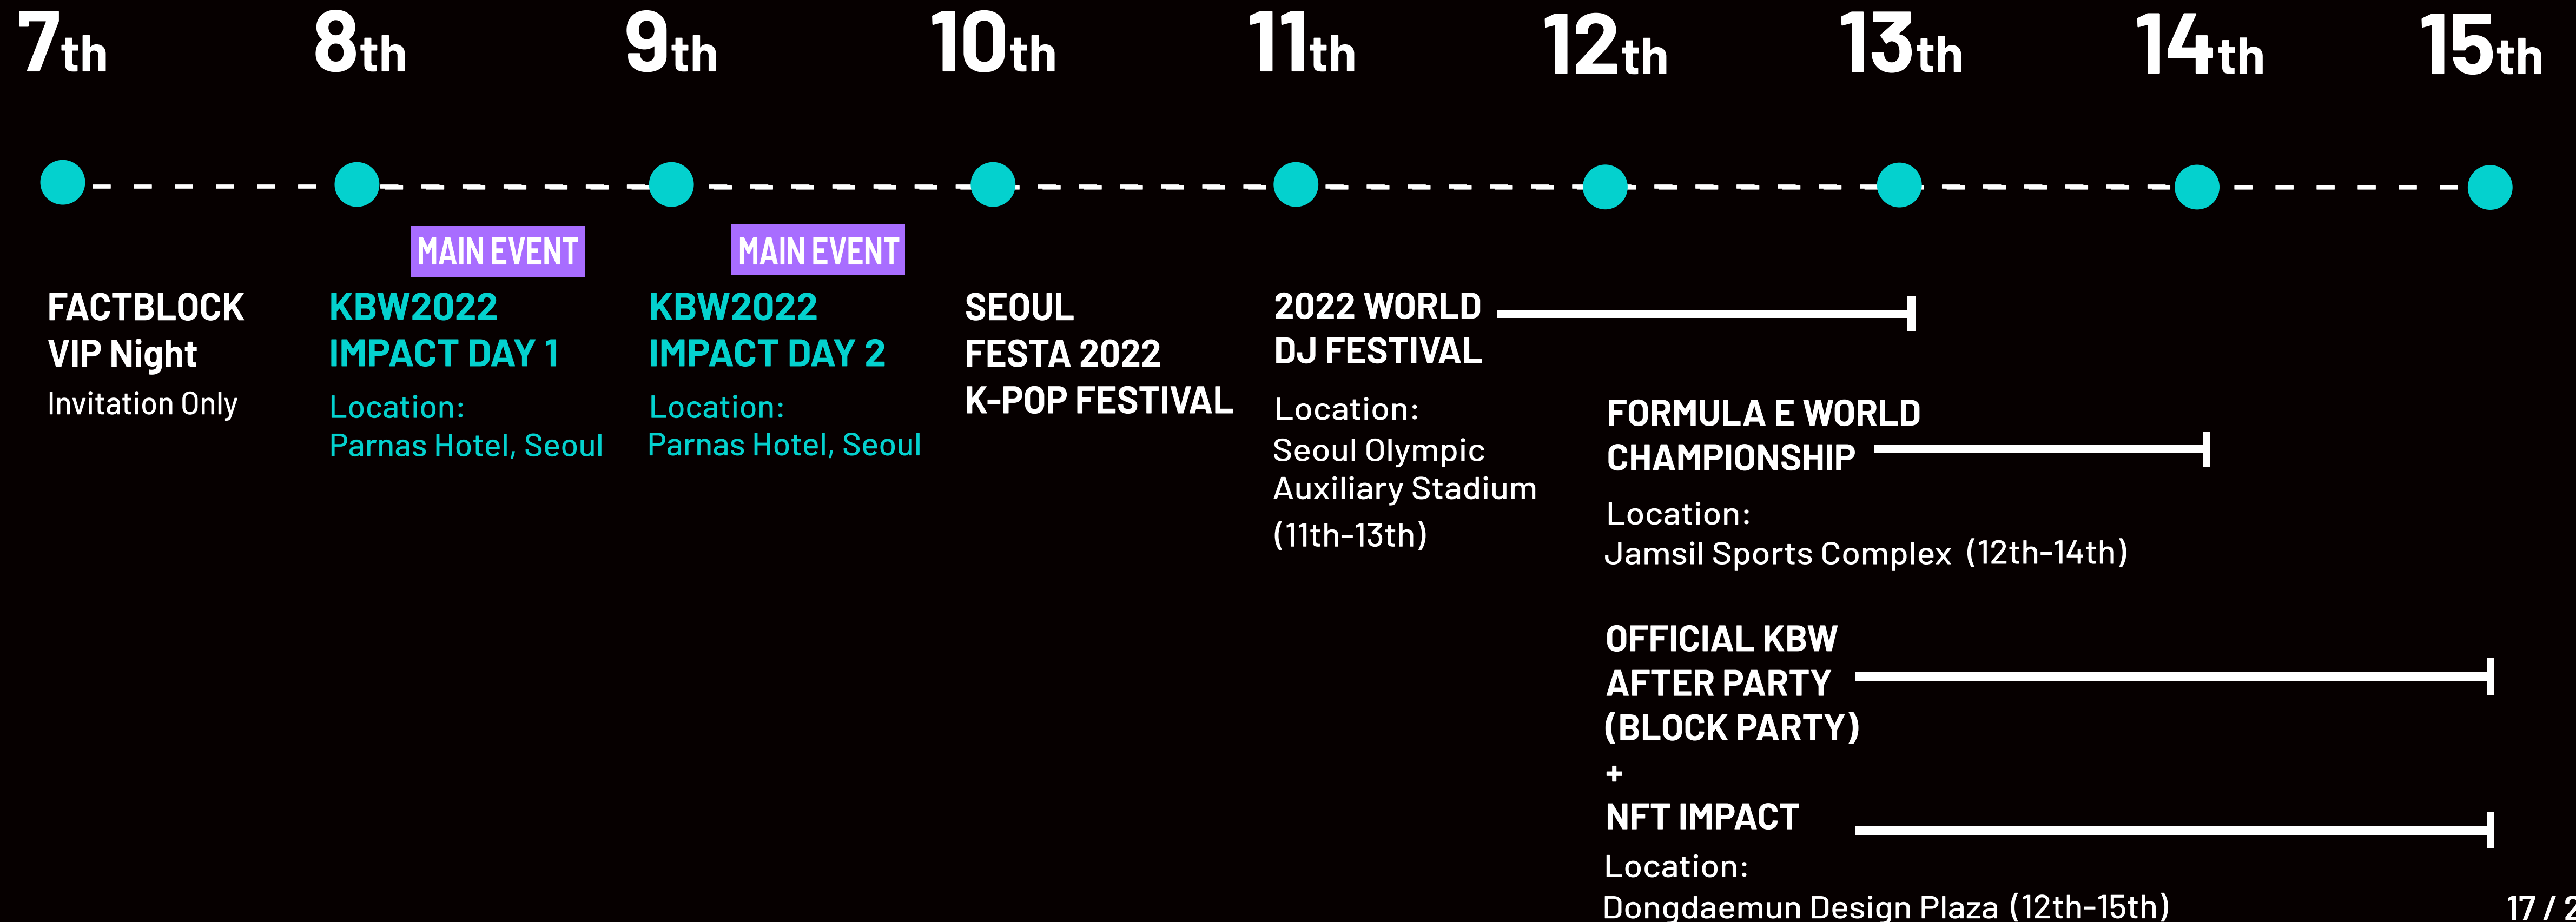 7th 8th 9th 10th 11th 12th 13th 14th 15th
FACTBLOCK
VIP Night
Invitation Only
MAIN EVENT
KBW2022
IMPACT DAY 1
Location:
Parnas Hotel, Seoul
MAIN EVENT
KBW2022
IMPACT DAY 2
Location:
Parnas Hotel, Seoul
SEOUL
FESTA 2022
K-POP FESTIVAL
2022 WORLD
DJ FESTIVAL
Location:
Seoul Olympic
Auxiliary Stadium
(11th-13th)
FORMULA E WORLD
CHAMPIONSHIP
Location:
Jamsil Sports Complex (12th-14th)
OFFICIAL KBW
AFTER PARTY
(BLOCK PARTY)
+
NFT IMPACT
Location:
Dongdaemun Design Plaza (12th-15th)
17 /